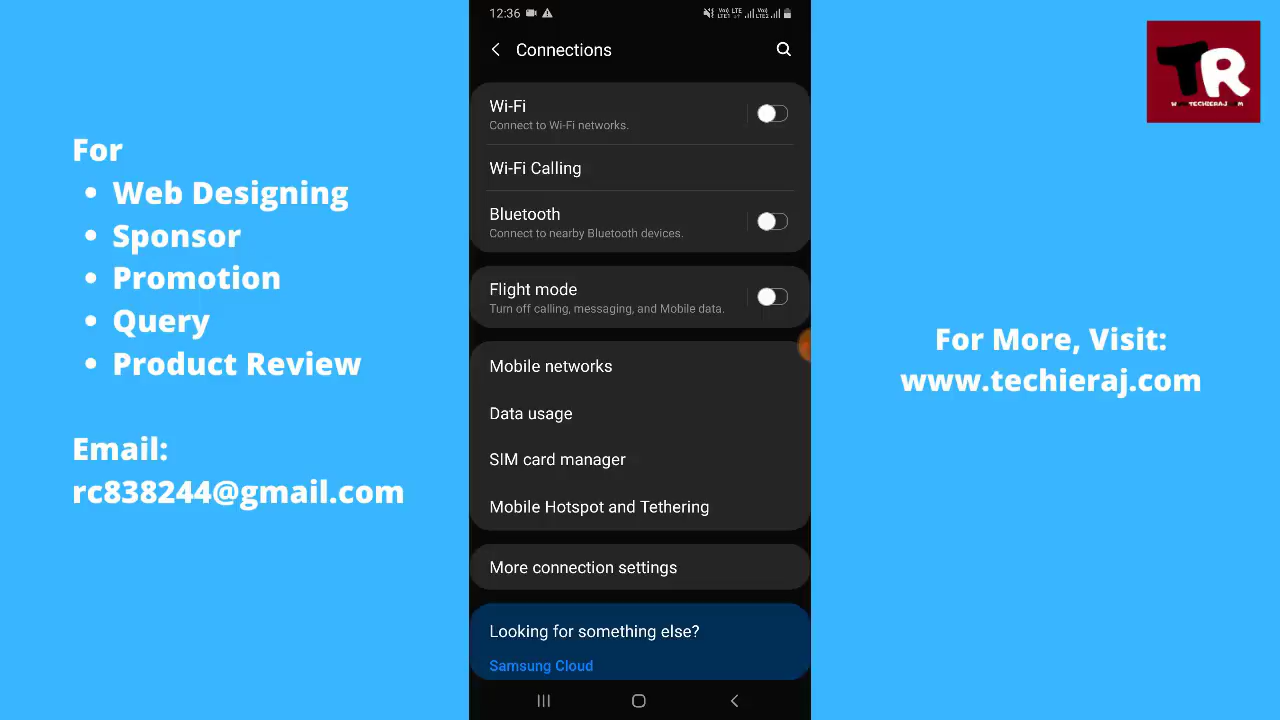 For
• Web Designing
• Sponsor
• Promotion
• Query
• Product Review
Email:
rc838244@gmail.com
12:36
Connections
Wi-Fi
Connect to Wi-Fi networks.
Wi-Fi Calling
Bluetooth
Connect to nearby Bluetooth devices.
Flight mode
Turn off calling, messaging, and Mobile data.
Mobile networks
Data usage
SIM card manager
Mobile Hotspot and Tethering
More connection settings
Looking for something else?
Samsung Cloud
TR
For More, Visit:
www.techieraj.com